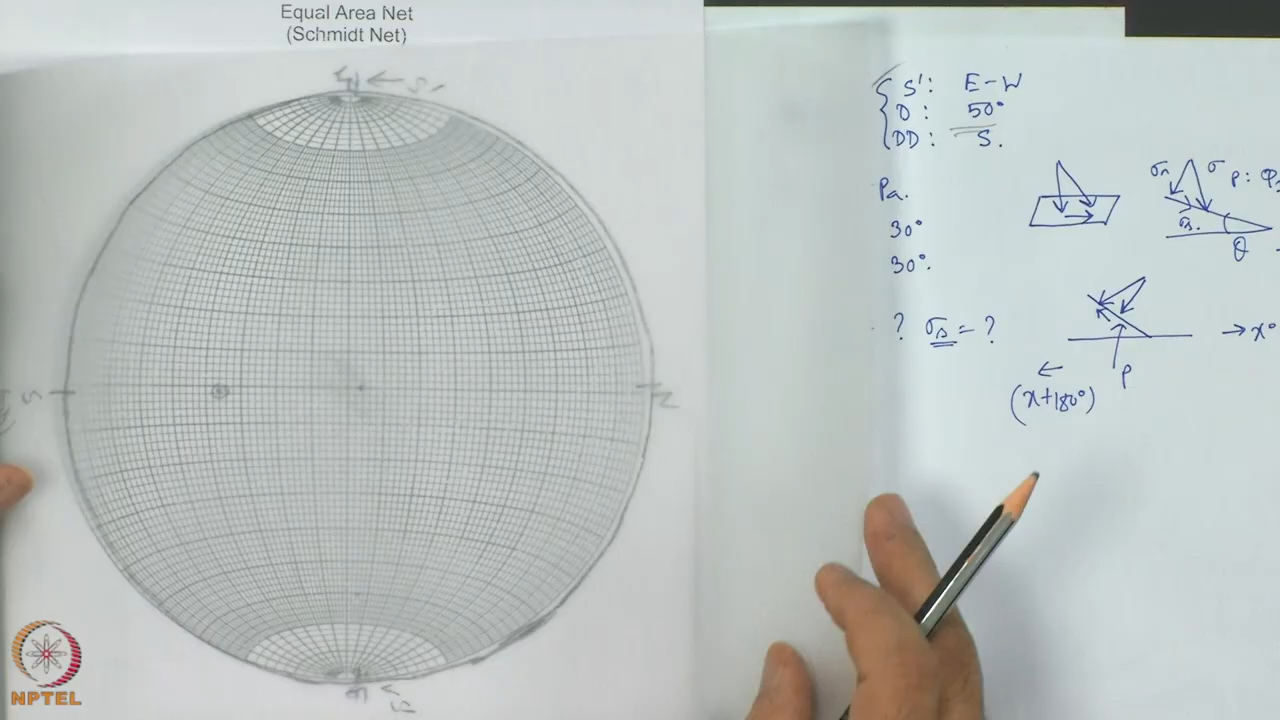 Equal Area Net
(Schmidt Net)
S': E-W
D: 50°
DD: S.
Pa.
30°
30°.
? σs = ?
σn σ P:
σs.
θ
→x°
←
(x+180°)
P
S
N
NPTEL